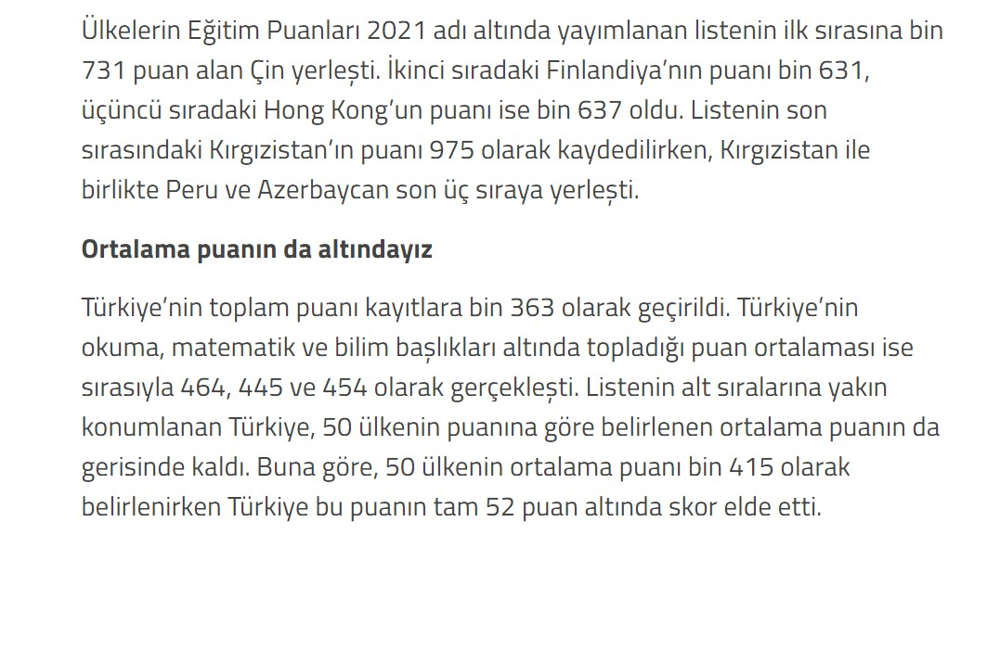 Ülkelerin Eğitim Puanları 2021 adı altında yayımlanan listenin ilk sırasına bin
731 puan alan Çin yerleşti. İkinci sıradaki Finlandiya’nın puanı bin 631,
üçüncü sıradaki Hong Kong’un puanı ise bin 637 oldu. Listenin son
sırasındaki Kırgızistan’ın puanı 975 olarak kaydedilirken, Kırgızistan ile
birlikte Peru ve Azerbaycan son üç sıraya yerleşti.
Ortalama puanın da altındayız
Türkiye’nin toplam puanı kayıtlara bin 363 olarak geçirildi. Türkiye’nin
okuma, matematik ve bilim başlıkları altında topladığı puan ortalaması ise
sırasıyla 464, 445 ve 454 olarak gerçekleşti. Listenin alt sıralarına yakın
konumlanan Türkiye, 50 ülkenin puanına göre belirlenen ortalama puanın da
gerisinde kaldı. Buna göre, 50 ülkenin ortalama puanı bin 415 olarak
belirlenirken Türkiye bu puanın tam 52 puan altında skor elde etti.